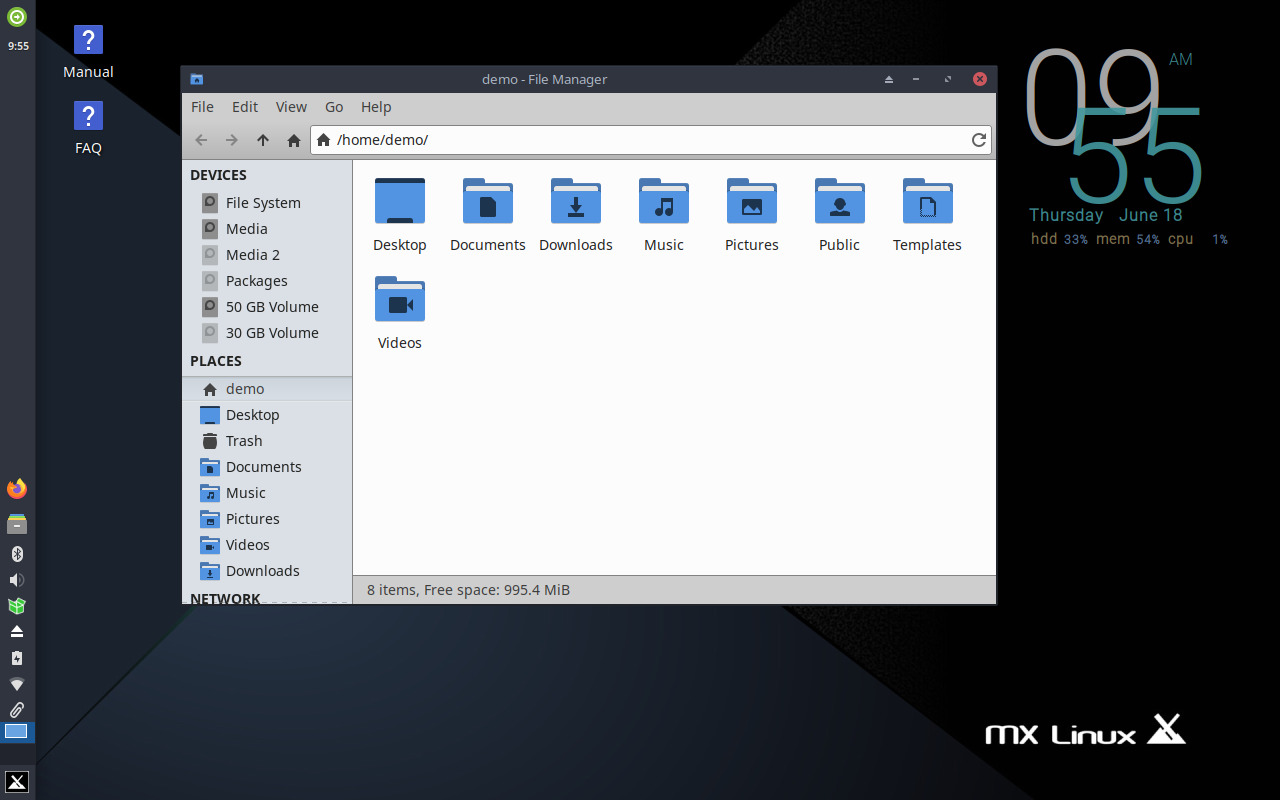 9:55
Manual
FAQ
demo - File Manager
File Edit View Go Help
/home/demo/
DEVICES
File System
Media
Media 2
Packages
50 GB Volume
30 GB Volume
PLACES
demo
Desktop
Trash
Documents
Music
Pictures
Videos
Downloads
NETWORK
Desktop Documents Downloads Music Pictures Public Templates
Videos
8 items, Free space: 995.4 MiB
09 AM
55
Thursday June 18
hdd 33% mem 54% cpu 1%
MX Linux